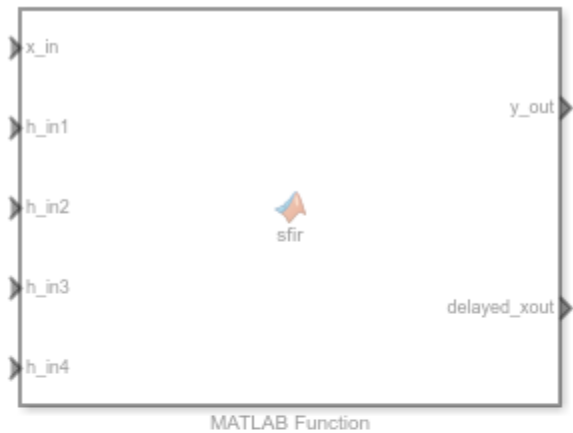 x_in
h_in1
y_out
h_in2
sfir
h_in3
delayed_xout
h_in4
MATLAB Function